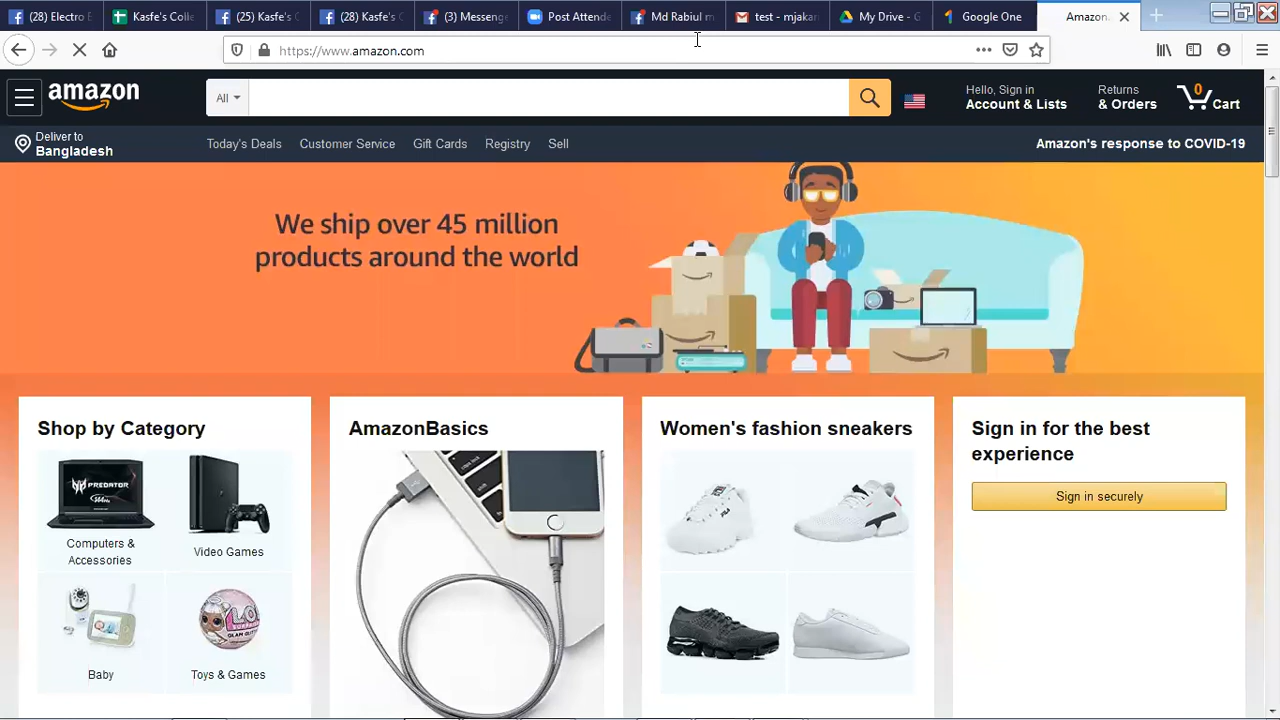 (28) Electro B
Kasfe's Colle
(25) Kasfe's C
(28) Kasfe's C
(3) Messenge
Post Attende
Md Rabiul m
test - mjakan
My Drive - G
Google One
Amazon.
https://www.amazon.com
amazon
All
Hello, Sign in
Account & Lists
Returns
& Orders
0
Cart
Deliver to
Bangladesh
Today's Deals
Customer Service
Gift Cards
Registry
Sell
Amazon's response to COVID-19
We ship over 45 million
products around the world
Shop by Category
PREDATOR
Computers &
Accessories
Video Games
Baby
Toys & Games
AmazonBasics
Women's fashion sneakers
Sign in for the best
experience
Sign in securely